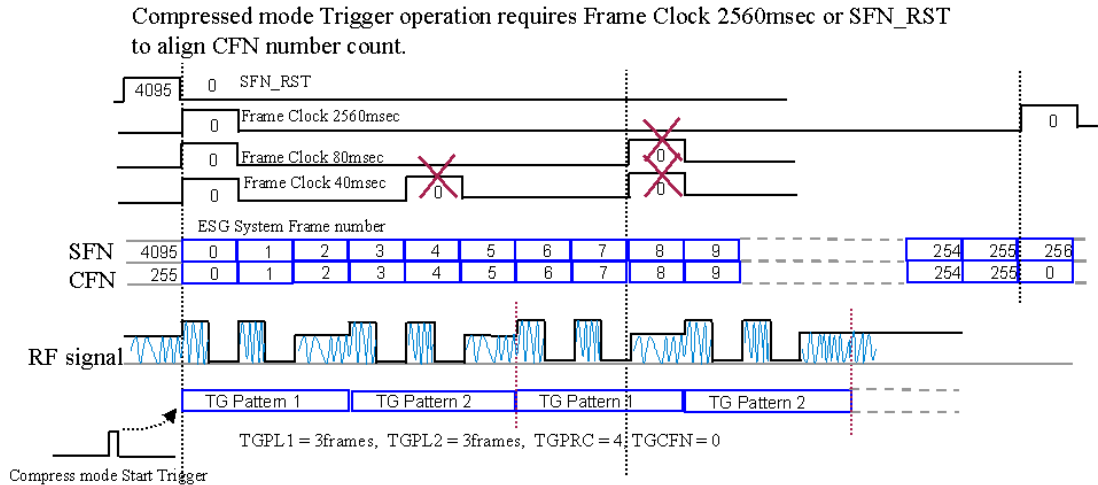 Compressed mode Trigger operation requires Frame Clock 2560msec or SFN_RST
to align CFN number count.
4095 0 SFN_RST
0 Frame Clock 2560msec 0
0 Frame Clock 80msec 0
0 Frame Clock 40msec 0 0
ESG System Frame number
SFN 4095 0 1 2 3 4 5 6 7 8 9 254 255 256
CFN 255 0 1 2 3 4 5 6 7 8 9 254 255 0
RF signal
TG Pattern 1 TG Pattern 2 TG Pattern 1 TG Pattern 2
TGPL1 = 3frames, TGPL2 = 3frames, TGPRC = 4, TGCFN = 0
Compress mode Start Trigger